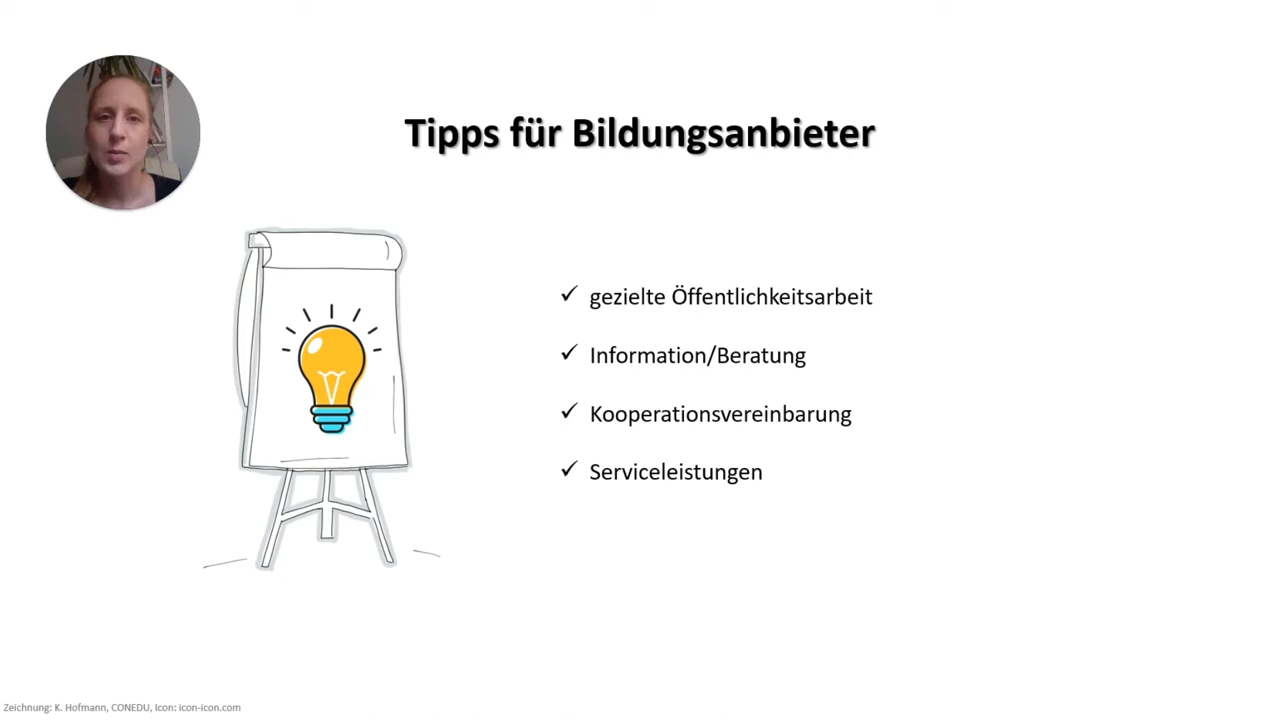 Tipps für Bildungsanbieter
✓ gezielte Öffentlichkeitsarbeit
✓ Information/Beratung
✓ Kooperationsvereinbarung
✓ Serviceleistungen
Zeichnung: K. Hofmann, CONEDU, Icon: icon-icon.com